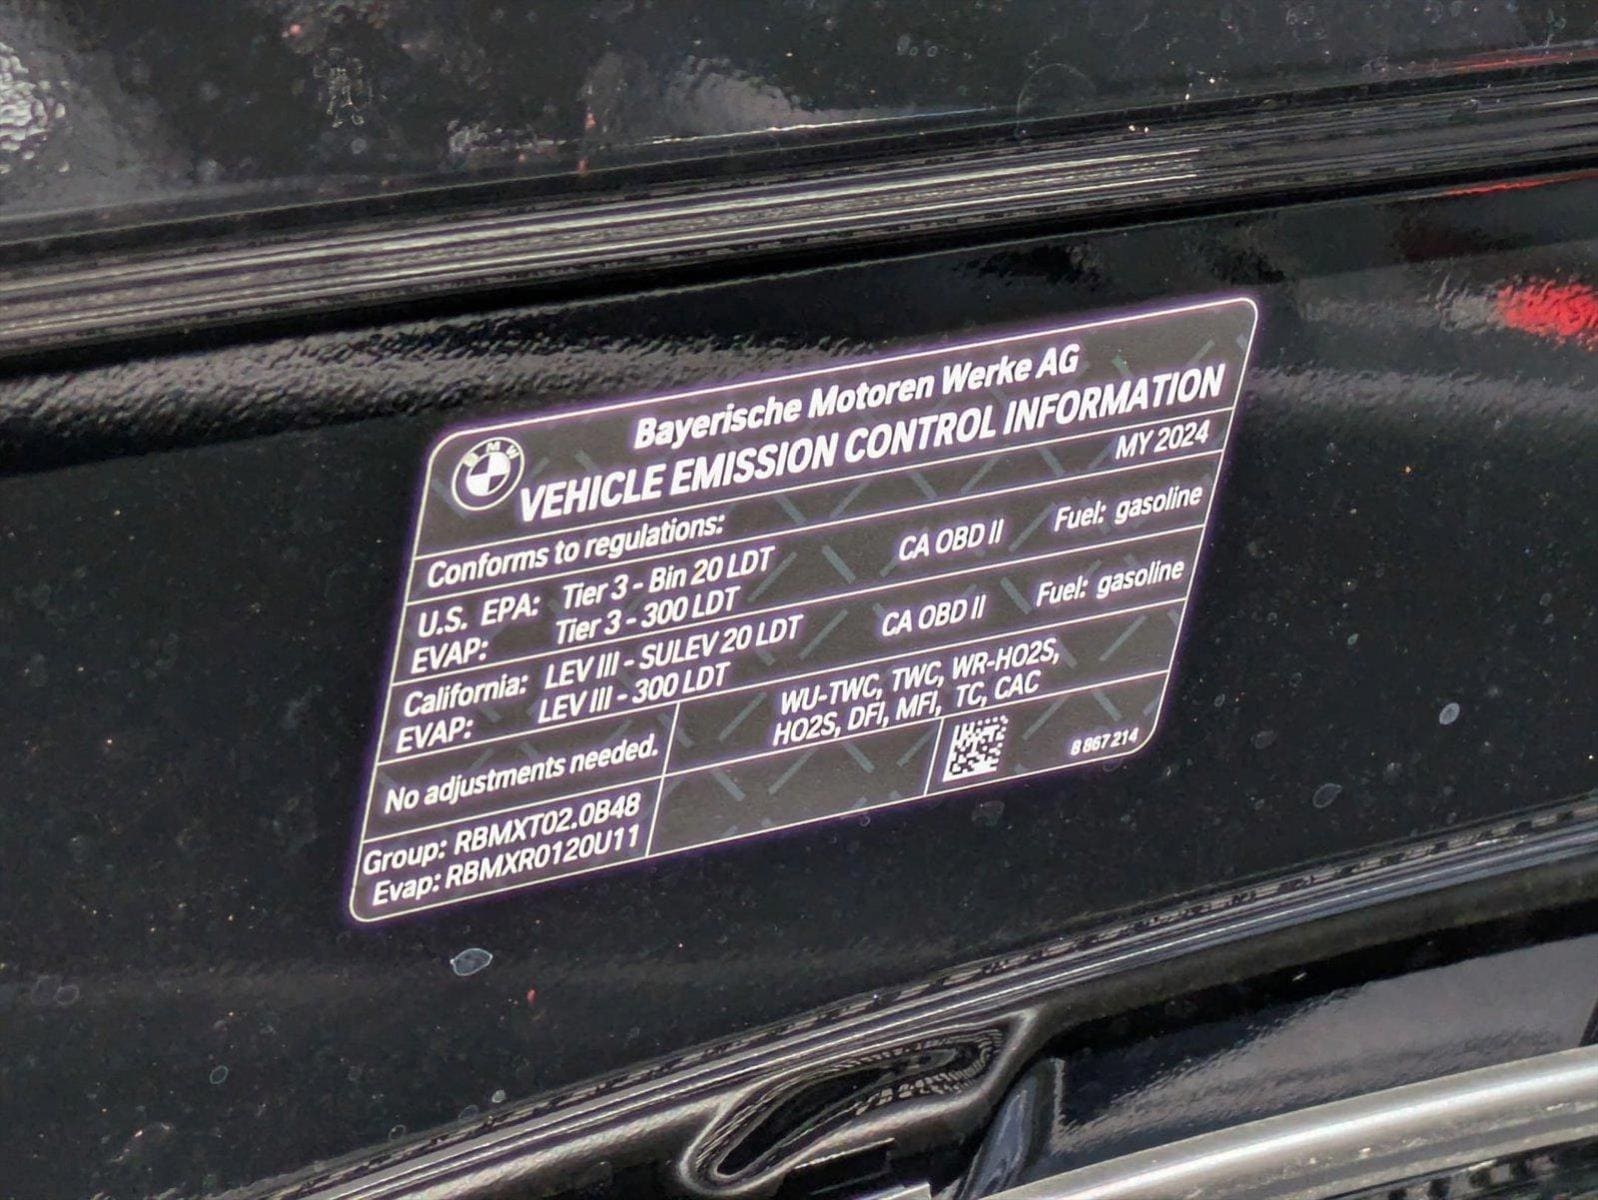 BMW
Bayerische Motoren Werke AG
VEHICLE EMISSION CONTROL INFORMATION
Conforms to regulations: MY 2024
U.S. EPA: Tier 3 - Bin 20 LDT CA OBD II Fuel: gasoline
EVAP: Tier 3 - 300 LDT
California: LEV III - SULEV 20 LDT CA OBD II Fuel: gasoline
EVAP: LEV III - 300 LDT
No adjustments needed. WU-TWC, TWC, WR-HO2S,
HO2S, DFI, MFI, TC, CAC
Group: RBMXT02.0B48
Evap: RBMXR0120U11
8 867 214